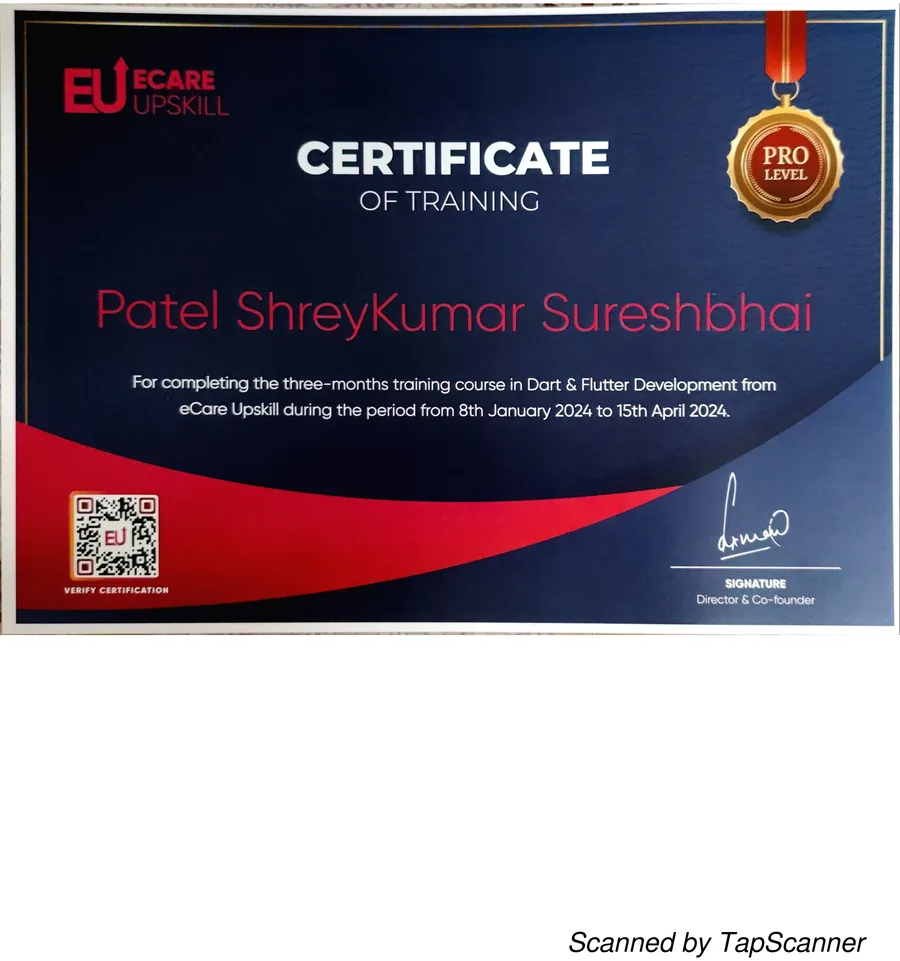 EU ECARE
UPSKILL
CERTIFICATE
OF TRAINING
PRO
LEVEL
Patel ShreyKumar Sureshbhai
For completing the three-months training course in Dart & Flutter Development from
eCare Upskill during the period from 8th January 2024 to 15th April 2024.
EU
VERIFY CERTIFICATION
SIGNATURE
Director & Co-founder
Scanned by TapScanner